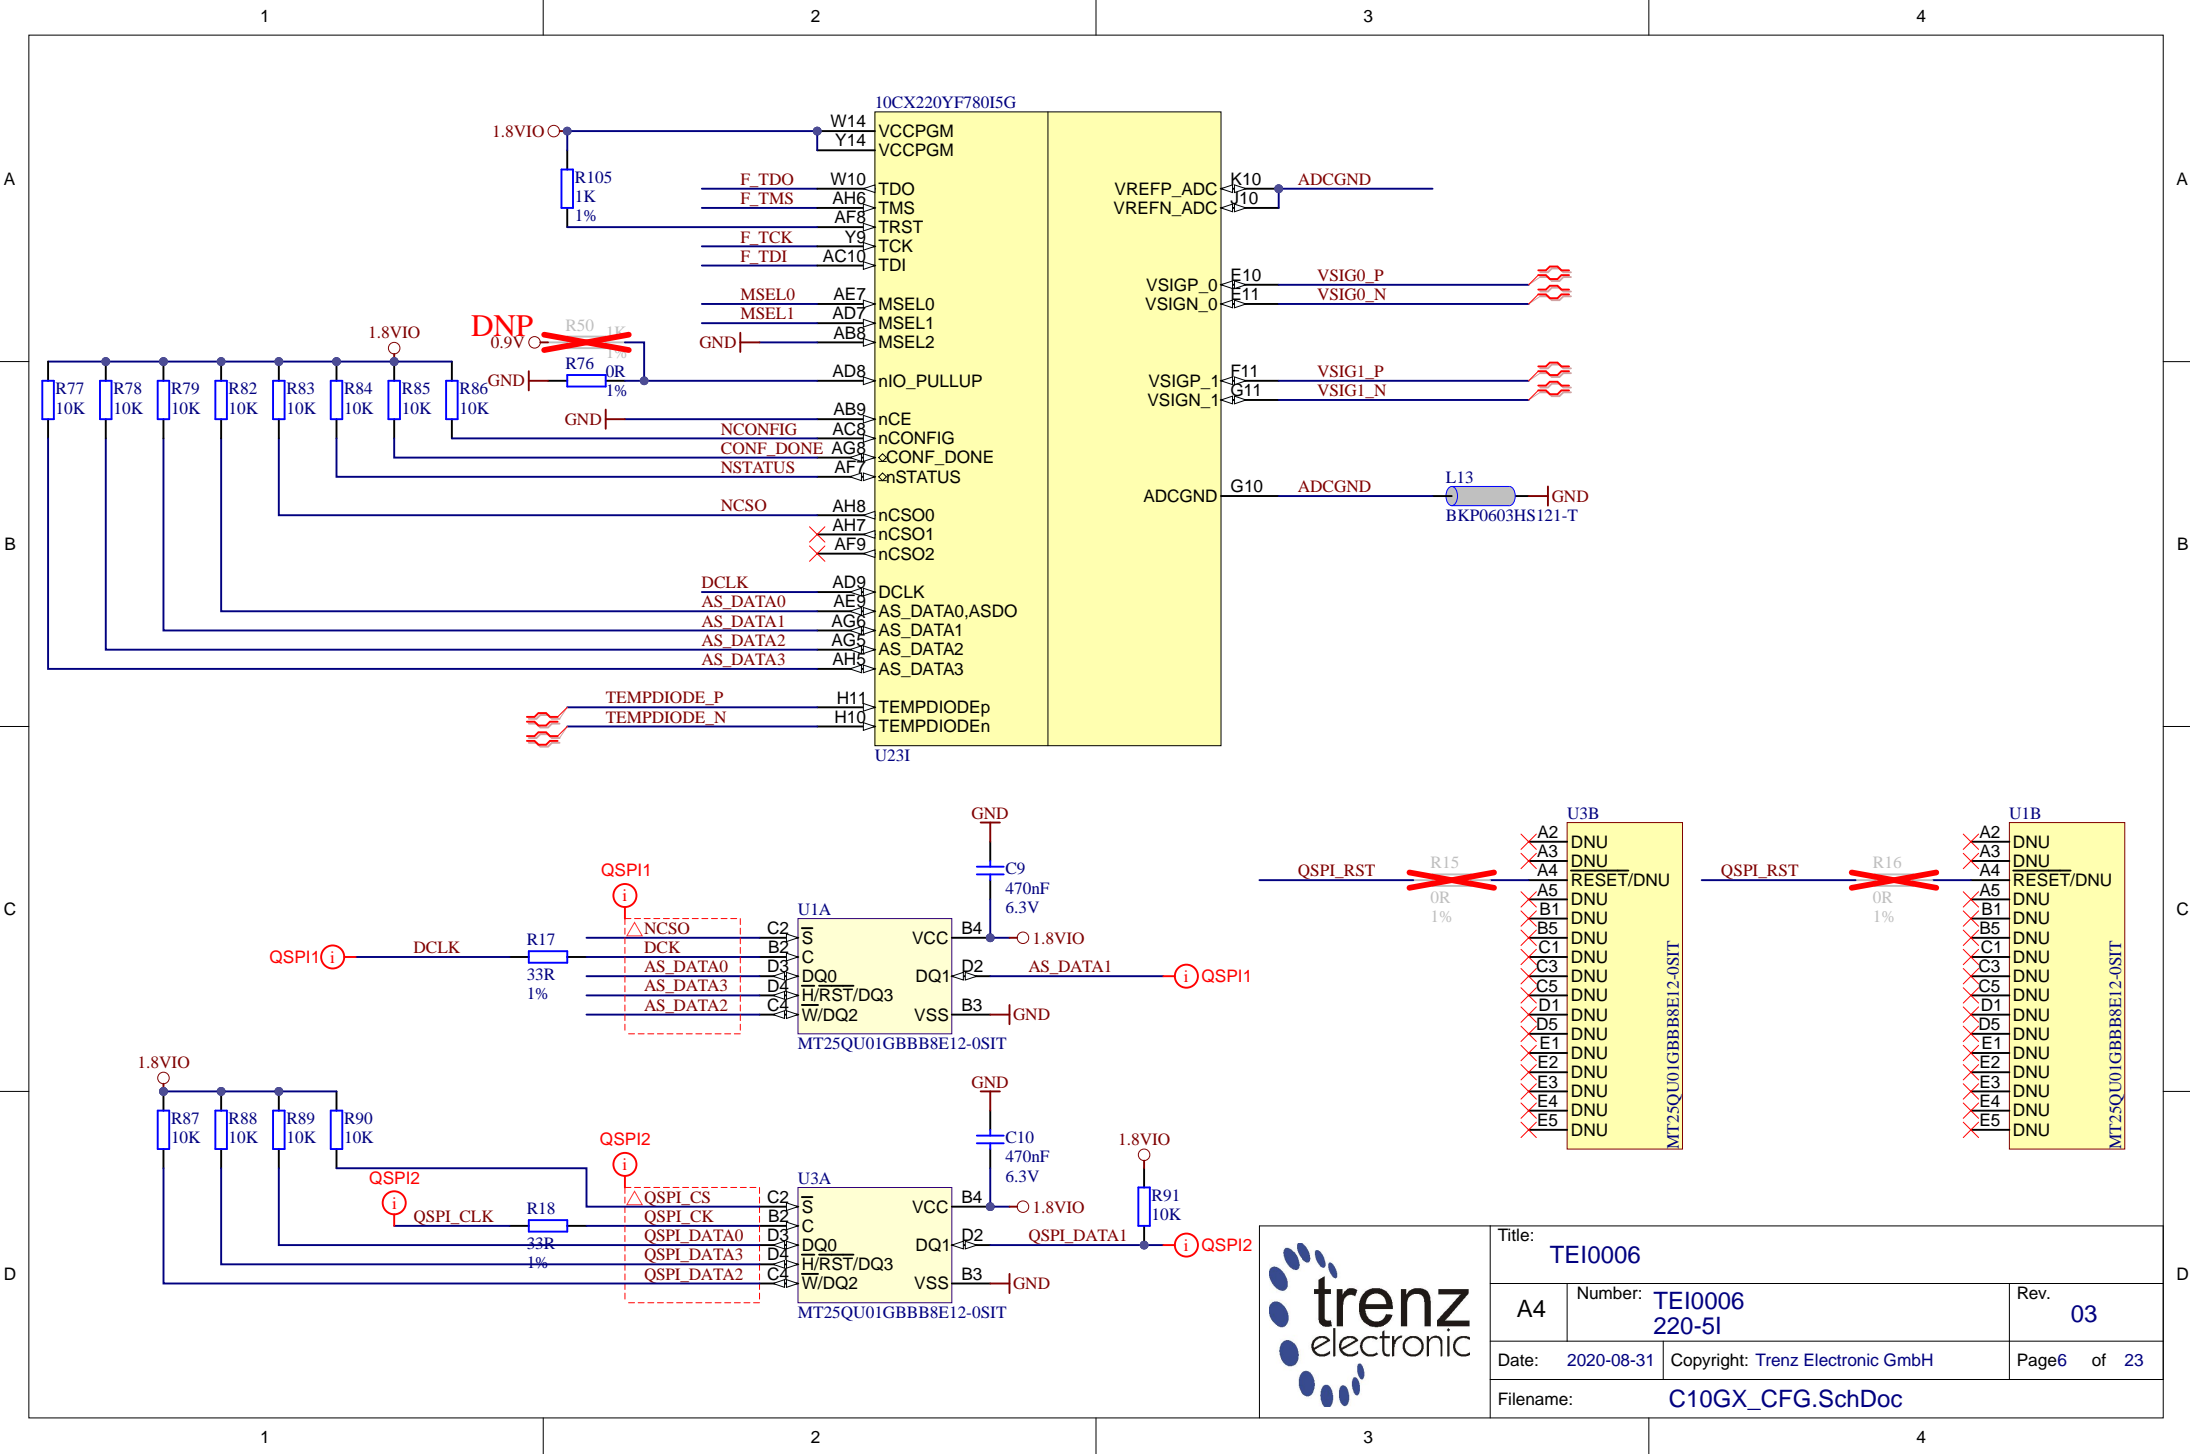 1 2 3 4
A A
B B
C C
D D
10CX220YF780I5G
1.8VIO
W14 VCCPGM
Y14 VCCPGM
R105
1K
1%
F_TDO W10 TDO
F_TMS AH6 TMS
AF8 TRST
F_TCK Y9 TCK
F_TDI AC10 TDI
MSEL0 AE7 MSEL0
MSEL1 AD7 MSEL1
GND AB8 MSEL2
DNP
0.9V
R50 1K
1%
GND R76 0R
1%
AD8 nIO_PULLUP
GND AB9 nCE
NCONFIG AC8 nCONFIG
CONF_DONE AG8 CONF_DONE
NSTATUS AF7 nSTATUS
NCSO AH8 nCSO0
AH7 nCSO1
AF9 nCSO2
DCLK AD9 DCLK
AS_DATA0 AE9 AS_DATA0,ASDO
AS_DATA1 AG6 AS_DATA1
AS_DATA2 AG5 AS_DATA2
AS_DATA3 AH5 AS_DATA3
TEMPDIODE_P H11 TEMPDIODEp
TEMPDIODE_N H10 TEMPDIODEn
U23I
1.8VIO
R77 R78 R79 R82 R83 R84 R85 R86
10K 10K 10K 10K 10K 10K 10K 10K
VREFP_ADC K10 ADCGND
VREFN_ADC J10
VSIGP_0 E10 VSIG0_P
VSIGN_0 E11 VSIG0_N
VSIGP_1 F11 VSIG1_P
VSIGN_1 G11 VSIG1_N
ADCGND G10 ADCGND
L13
GND
BKP0603HS121-T
GND
C9
470nF
6.3V
QSPI1
U1A
QSPI1 DCLK R17
33R
1%
NCSO C2 S
DCK B2 C
AS_DATA0 D3 DQ0
AS_DATA3 D4 H/RST/DQ3
AS_DATA2 C4 W/DQ2
VCC B4 1.8VIO
DQ1 D2 AS_DATA1 QSPI1
VSS B3 GND
MT25QU01GBBB8E12-0SIT
1.8VIO
R87 R88 R89 R90
10K 10K 10K 10K
GND
C10
470nF
6.3V
1.8VIO
R91
10K
QSPI2
QSPI2
U3A
QSPI_CLK R18
33R
1%
QSPI_CS C2 S
QSPI_CK B2 C
QSPI_DATA0 D3 DQ0
QSPI_DATA3 D4 H/RST/DQ3
QSPI_DATA2 C4 W/DQ2
VCC B4 1.8VIO
DQ1 D2 QSPI_DATA1 QSPI2
VSS B3 GND
MT25QU01GBBB8E12-0SIT
U3B
QSPI_RST R15
0R
1%
A2 DNU
A3 DNU
A4 RESET/DNU
A5 DNU
B1 DNU
B5 DNU
C1 DNU
C3 DNU
C5 DNU
D1 DNU
D5 DNU
E1 DNU
E2 DNU
E3 DNU
E4 DNU
E5 DNU
MT25QU01GBBB8E12-0SIT
U1B
QSPI_RST R16
0R
1%
A2 DNU
A3 DNU
A4 RESET/DNU
A5 DNU
B1 DNU
B5 DNU
C1 DNU
C3 DNU
C5 DNU
D1 DNU
D5 DNU
E1 DNU
E2 DNU
E3 DNU
E4 DNU
E5 DNU
MT25QU01GBBB8E12-0SIT
trenz
electronic
Title:
TEI0006
A4
Number: TEI0006
220-5I
Rev.
03
Date: 2020-08-31 Copyright: Trenz Electronic GmbH Page6 of 23
Filename: C10GX_CFG.SchDoc
1 2 3 4